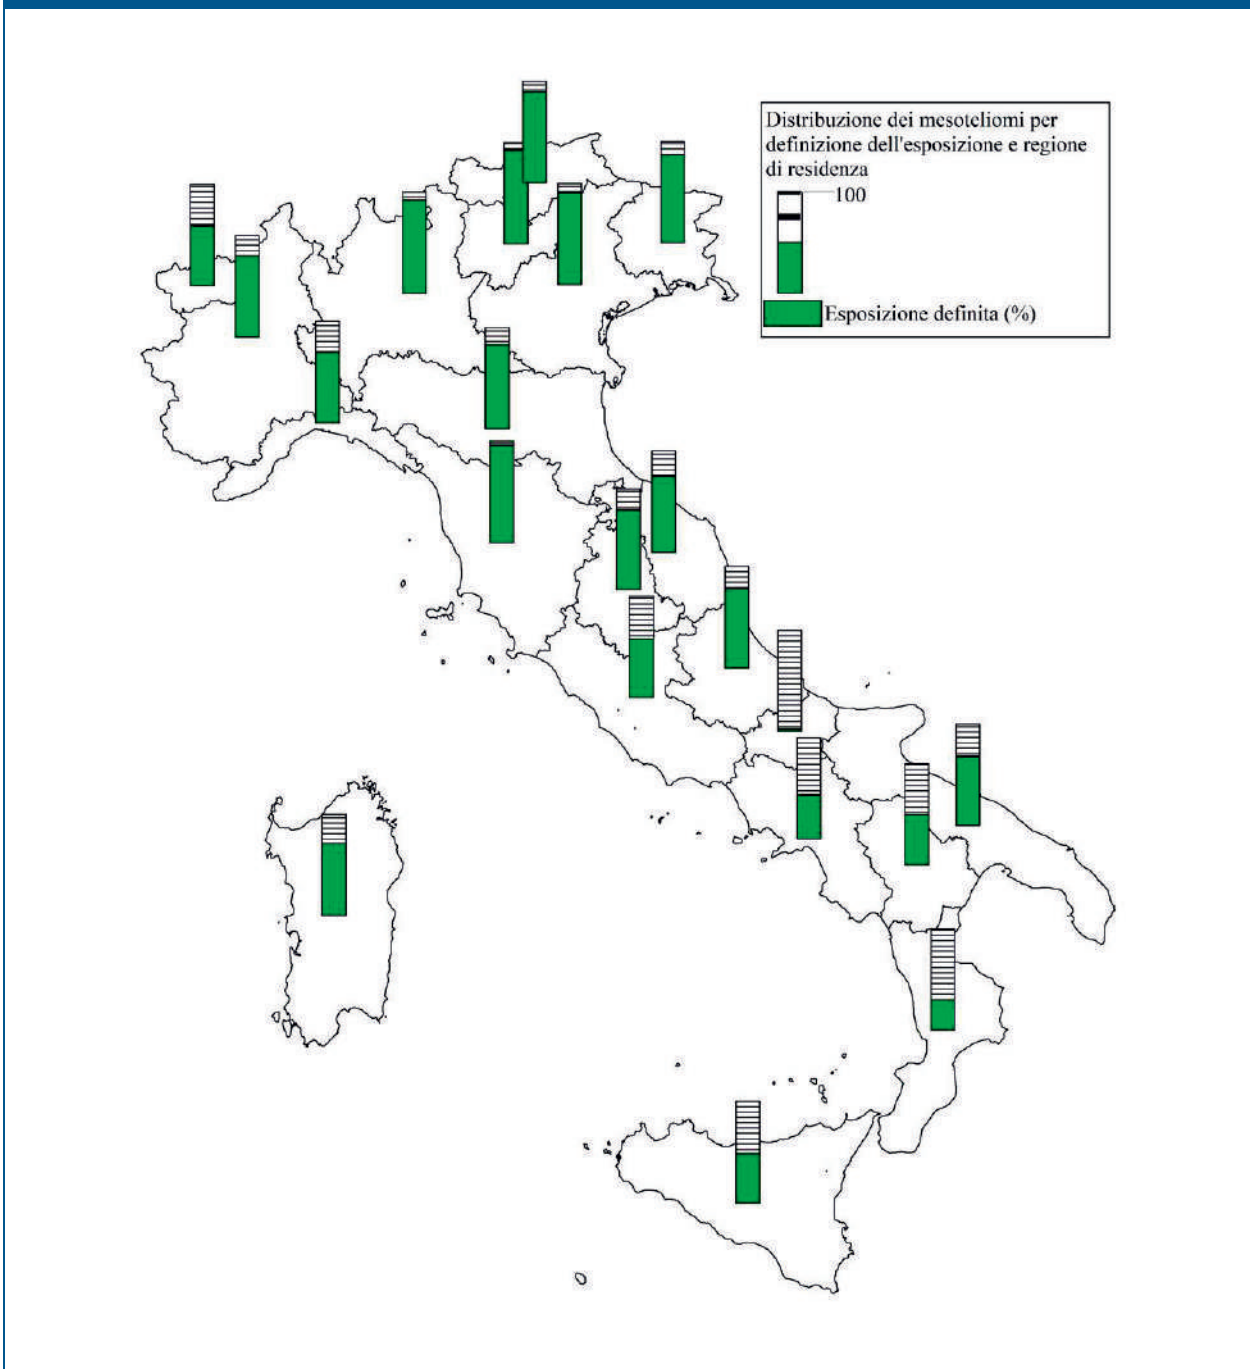 Distribuzione dei mesoteliomi per
definizione dell'esposizione e regione
di residenza
100
Esposizione definita (%)